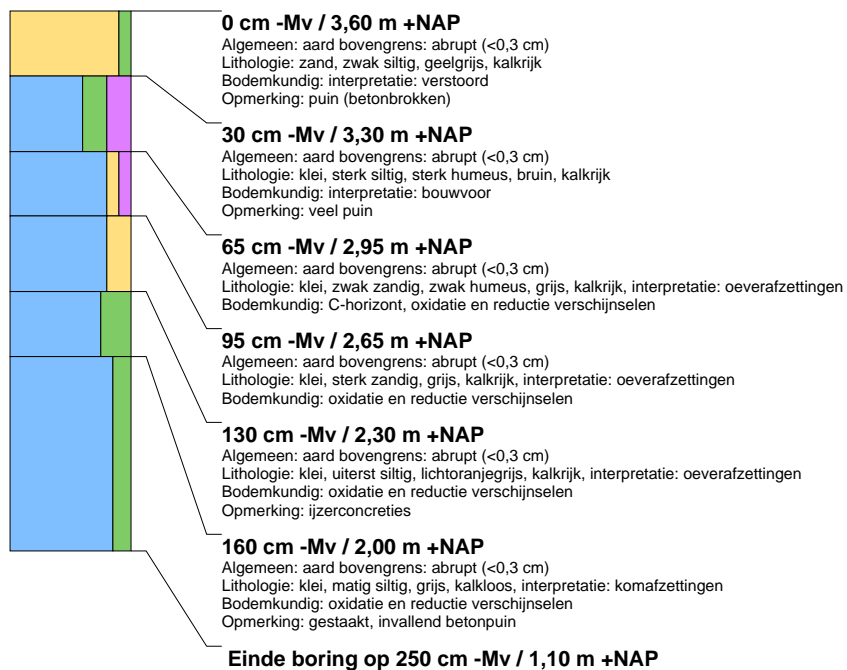 0 cm -Mv / 3,60 m +NAP
Algemeen: aard bovengrens: abrupt (<0,3 cm)
Lithologie: zand, zwak siltig, geelgrijs, kalkrijk
Bodemkundig: interpretatie: verstoord
Opmerking: puin (betonbrokken)
30 cm -Mv / 3,30 m +NAP
Algemeen: aard bovengrens: abrupt (<0,3 cm)
Lithologie: klei, sterk siltig, sterk humeus, bruin, kalkrijk
Bodemkundig: interpretatie: bouwvoor
Opmerking: veel puin
65 cm -Mv / 2,95 m +NAP
Algemeen: aard bovengrens: abrupt (<0,3 cm)
Lithologie: klei, zwak zandig, zwak humeus, grijs, kalkrijk, interpretatie: oeverafzettingen
Bodemkundig: C-horizont, oxidatie en reductie verschijnselen
95 cm -Mv / 2,65 m +NAP
Algemeen: aard bovengrens: abrupt (<0,3 cm)
Lithologie: klei, sterk zandig, grijs, kalkrijk, interpretatie: oeverafzettingen
Bodemkundig: oxidatie en reductie verschijnselen
130 cm -Mv / 2,30 m +NAP
Algemeen: aard bovengrens: abrupt (<0,3 cm)
Lithologie: klei, uiterst siltig, lichtoranjegrijs, kalkrijk, interpretatie: oeverafzettingen
Bodemkundig: oxidatie en reductie verschijnselen
Opmerking: ijzerconcreties
160 cm -Mv / 2,00 m +NAP
Algemeen: aard bovengrens: abrupt (<0,3 cm)
Lithologie: klei, matig siltig, grijs, kalkloos, interpretatie: komafzettingen
Bodemkundig: oxidatie en reductie verschijnselen
Opmerking: gestaakt, invallend betonpuin
Einde boring op 250 cm -Mv / 1,10 m +NAP